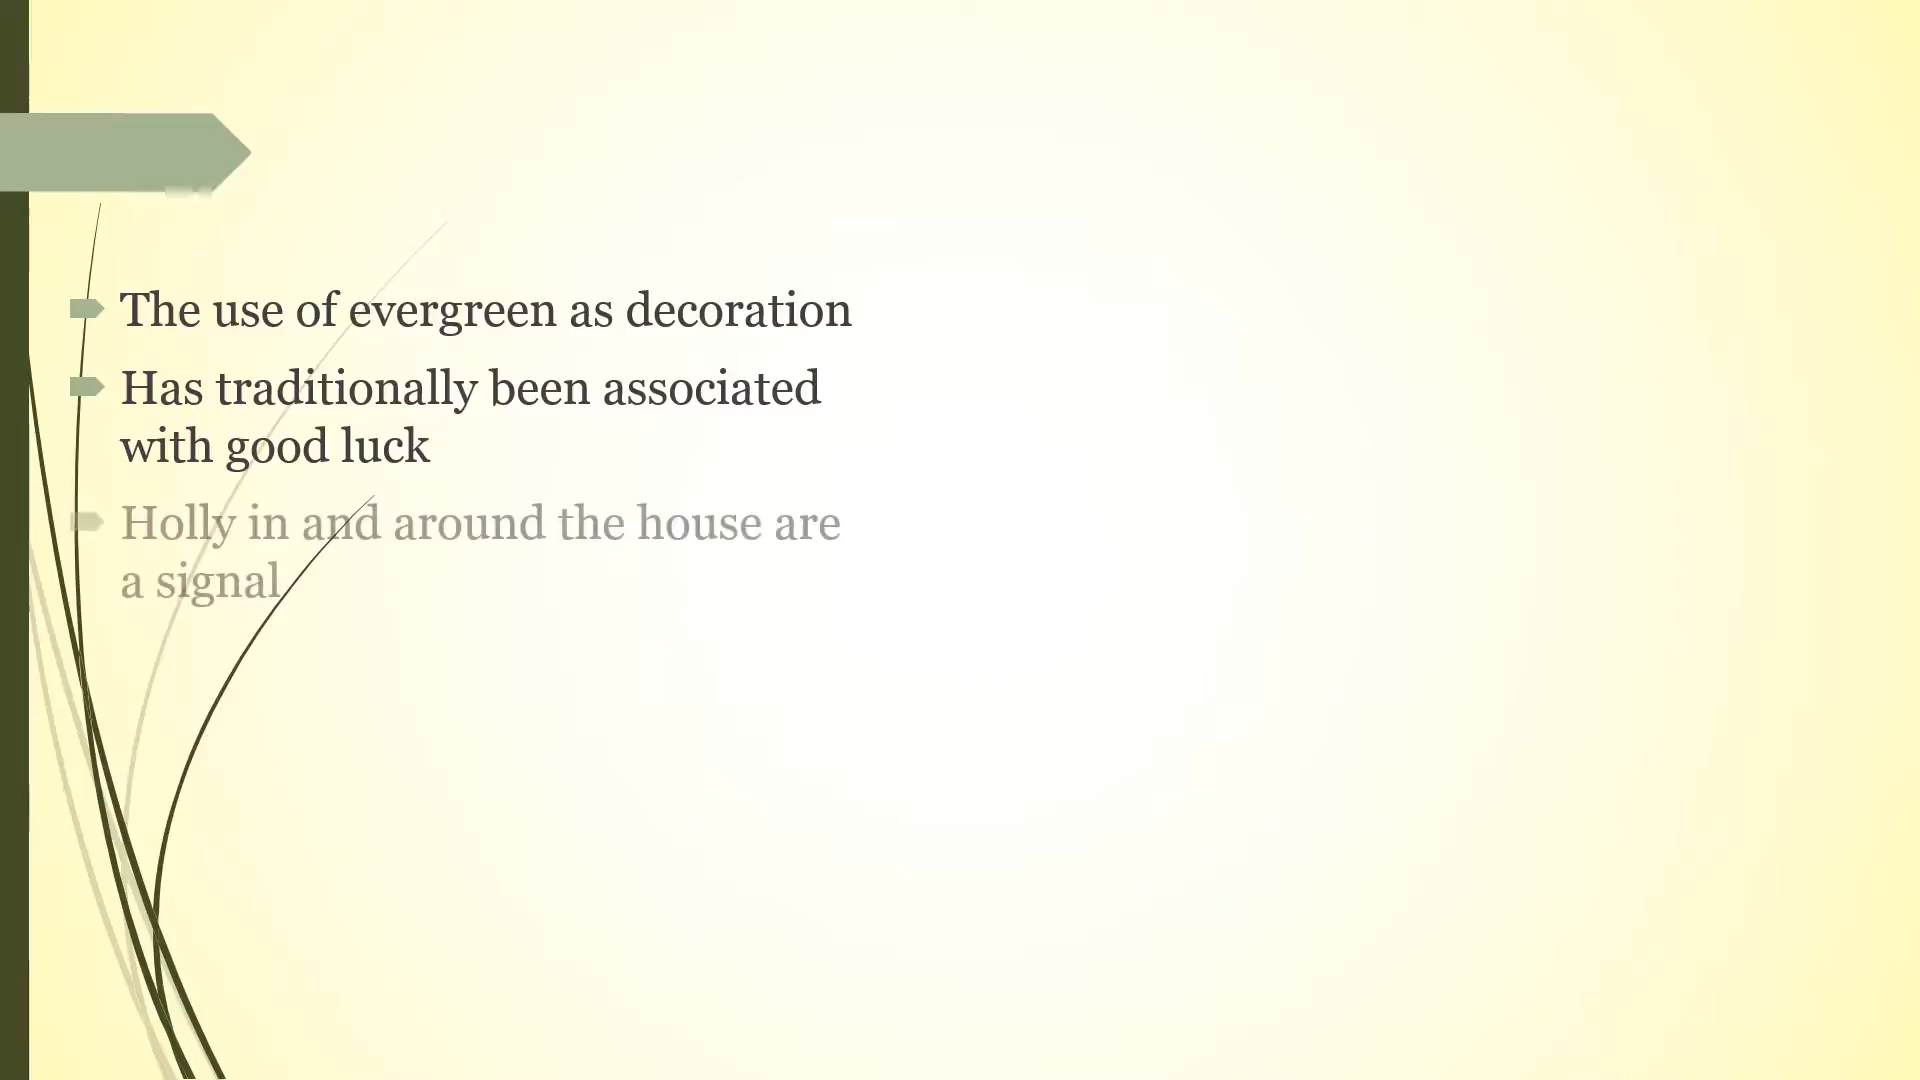 The use of evergreen as decoration
Has traditionally been associated
with good luck
Holly in and around the house are
a signal